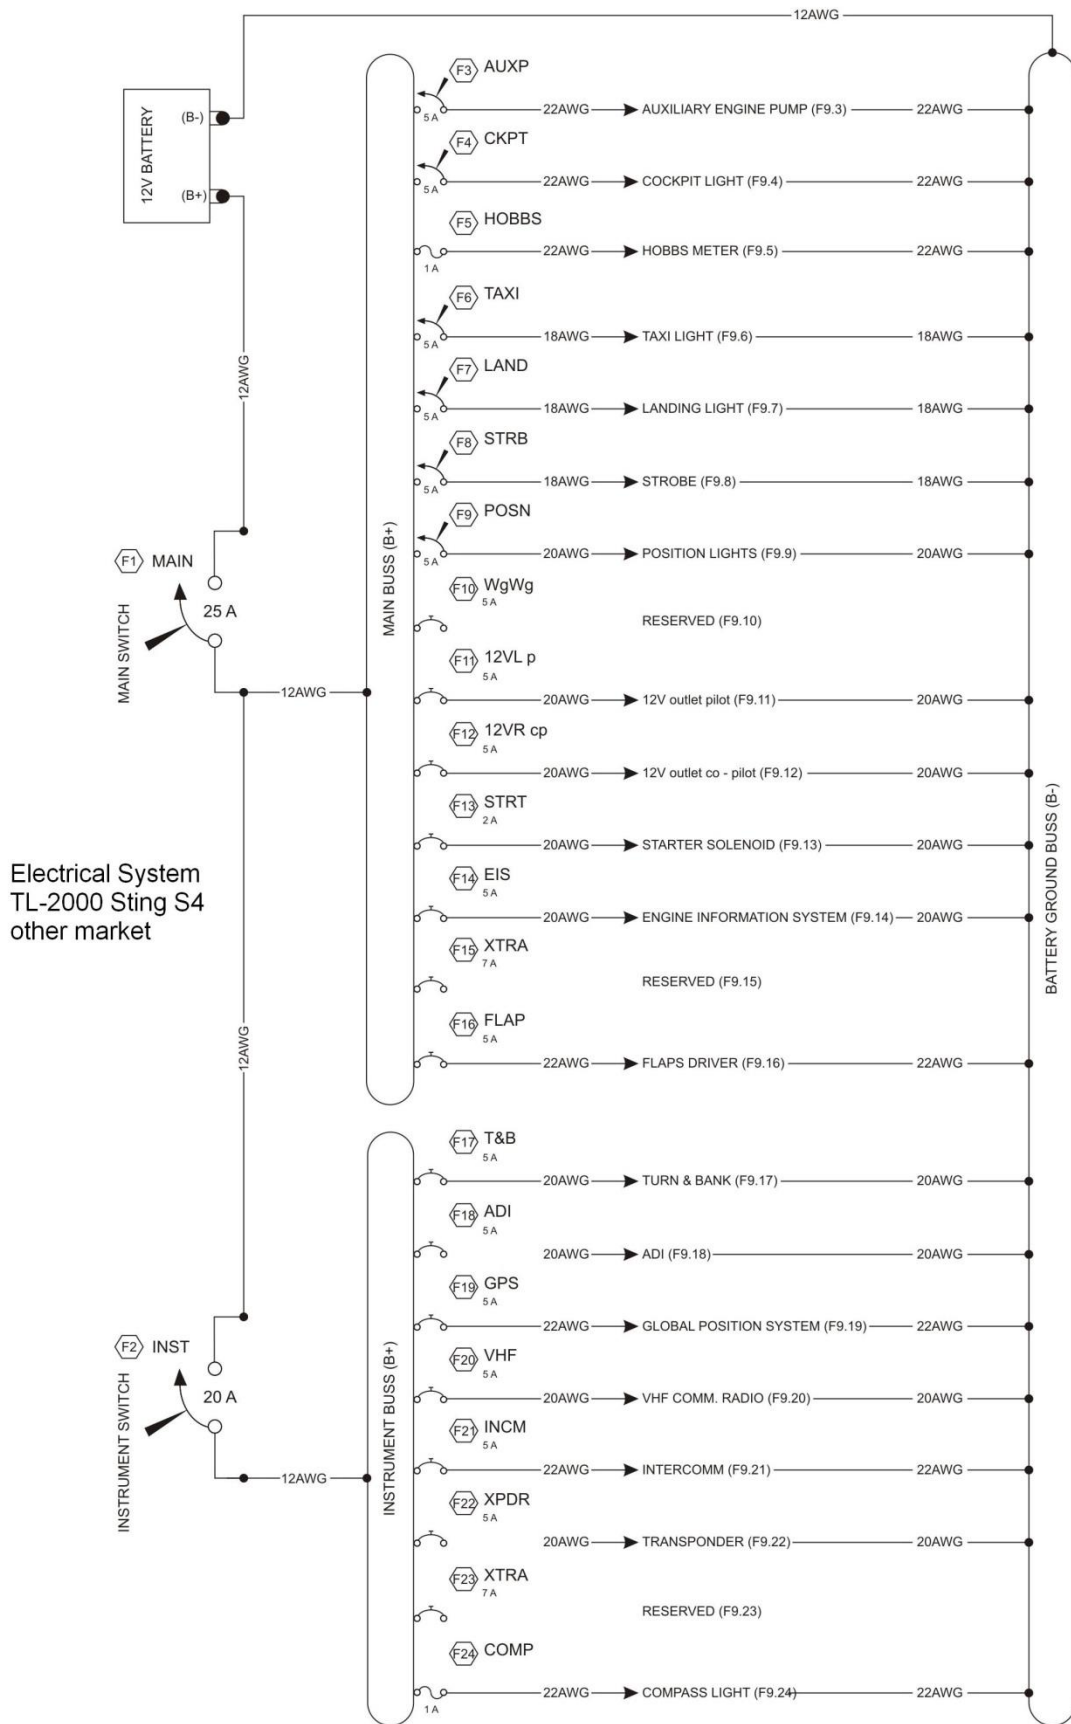 12AWG
F3 AUXP
5 A
22AWG AUXILIARY ENGINE PUMP (F9.3) 22AWG
12V BATTERY
(B-)
(B+)
F4 CKPT
5 A
22AWG COCKPIT LIGHT (F9.4) 22AWG
F5 HOBBS
1 A
22AWG HOBBS METER (F9.5) 22AWG
F6 TAXI
5 A
18AWG TAXI LIGHT (F9.6) 18AWG
12AWG
F7 LAND
5 A
18AWG LANDING LIGHT (F9.7) 18AWG
F8 STRB
5 A
18AWG STROBE (F9.8) 18AWG
F9 POSN
5 A
20AWG POSITION LIGHTS (F9.9) 20AWG
F1 MAIN
25 A
MAIN SWITCH
MAIN BUSS (B+)
F10 WgWg
5 A
RESERVED (F9.10)
F11 12VL p
5 A
12AWG
20AWG 12V outlet pilot (F9.11) 20AWG
F12 12VR cp
5 A
20AWG 12V outlet co - pilot (F9.12) 20AWG
F13 STRT
2 A
20AWG STARTER SOLENOID (F9.13) 20AWG
Electrical System
TL-2000 Sting S4
other market
F14 EIS
5 A
20AWG ENGINE INFORMATION SYSTEM (F9.14) 20AWG
BATTERY GROUND BUSS (B-)
F15 XTRA
7 A
RESERVED (F9.15)
12AWG
F16 FLAP
5 A
22AWG FLAPS DRIVER (F9.16) 22AWG
F17 T&B
5 A
20AWG TURN & BANK (F9.17) 20AWG
F18 ADI
5 A
20AWG ADI (F9.18) 20AWG
F19 GPS
5 A
22AWG GLOBAL POSITION SYSTEM (F9.19) 22AWG
F2 INST
20 A
INSTRUMENT SWITCH
INSTRUMENT BUSS (B+)
F20 VHF
5 A
20AWG VHF COMM. RADIO (F9.20) 20AWG
F21 INCM
5 A
12AWG
22AWG INTERCOMM (F9.21) 22AWG
F22 XPDR
5 A
20AWG TRANSPONDER (F9.22) 20AWG
F23 XTRA
7 A
RESERVED (F9.23)
F24 COMP
1 A
22AWG COMPASS LIGHT (F9.24) 22AWG